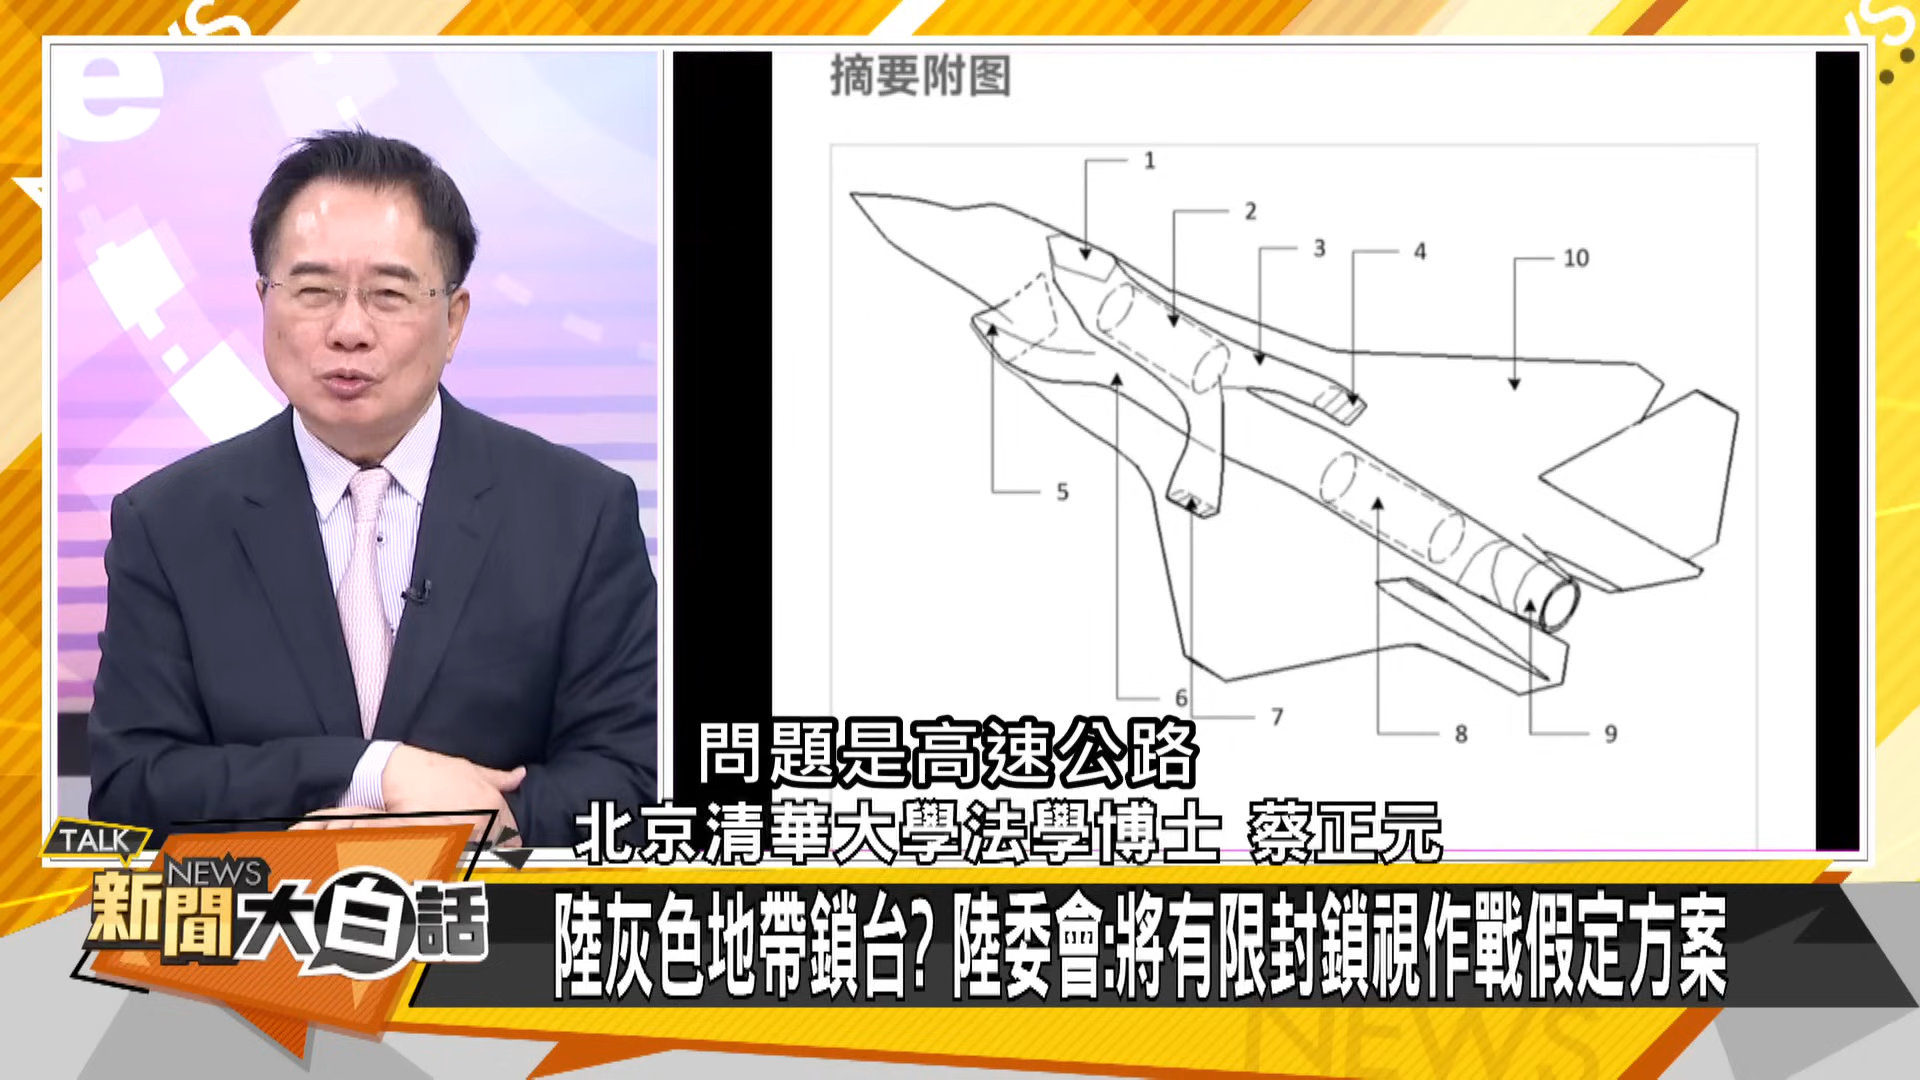 摘要附图
1
2
3
4
10
5
6
7
8
9
問題是高速公路
北京清華大學法學博士 蔡正元
TALK
NEWS
新聞大白話
陸灰色地帶鎖台? 陸委會:將有限封鎖視作戰假定方案
NEWS